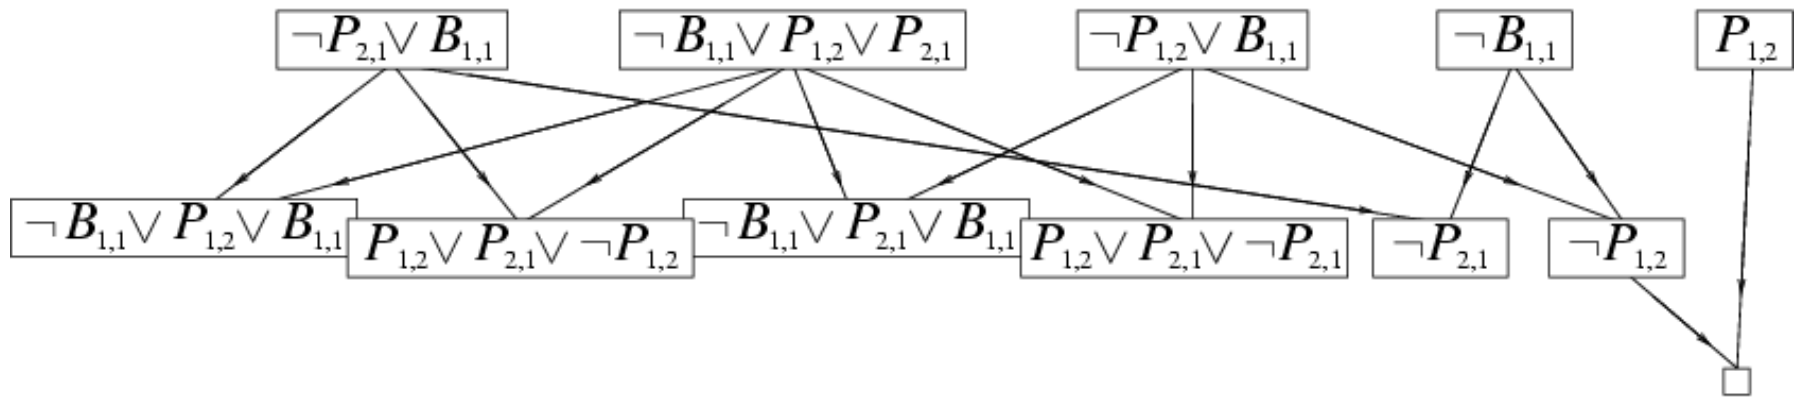 ¬P₂,₁ ∨ B₁,₁
¬B₁,₁ ∨ P₁,₂ ∨ P₂,₁
¬P₁,₂ ∨ B₁,₁
¬B₁,₁
P₁,₂
¬B₁,₁ ∨ P₁,₂ ∨ B₁,₁
P₁,₂ ∨ P₂,₁ ∨ ¬P₁,₂
¬B₁,₁ ∨ P₂,₁ ∨ B₁,₁
P₁,₂ ∨ P₂,₁ ∨ ¬P₂,₁
¬P₂,₁
¬P₁,₂